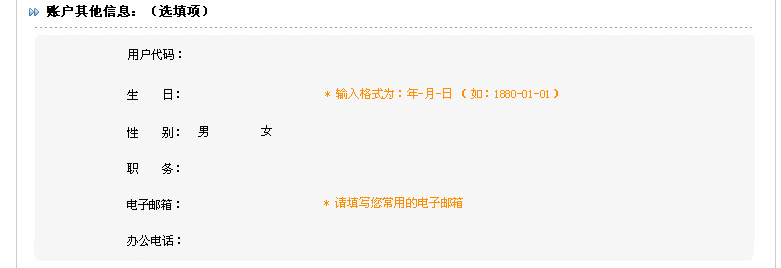 账户其他信息：（选填项）
用户代码：
生 日： * 输入格式为：年-月-日（如：1880-01-01）
性 别： 男 女
职 务：
电子邮箱： * 请填写您常用的电子邮箱
办公电话：